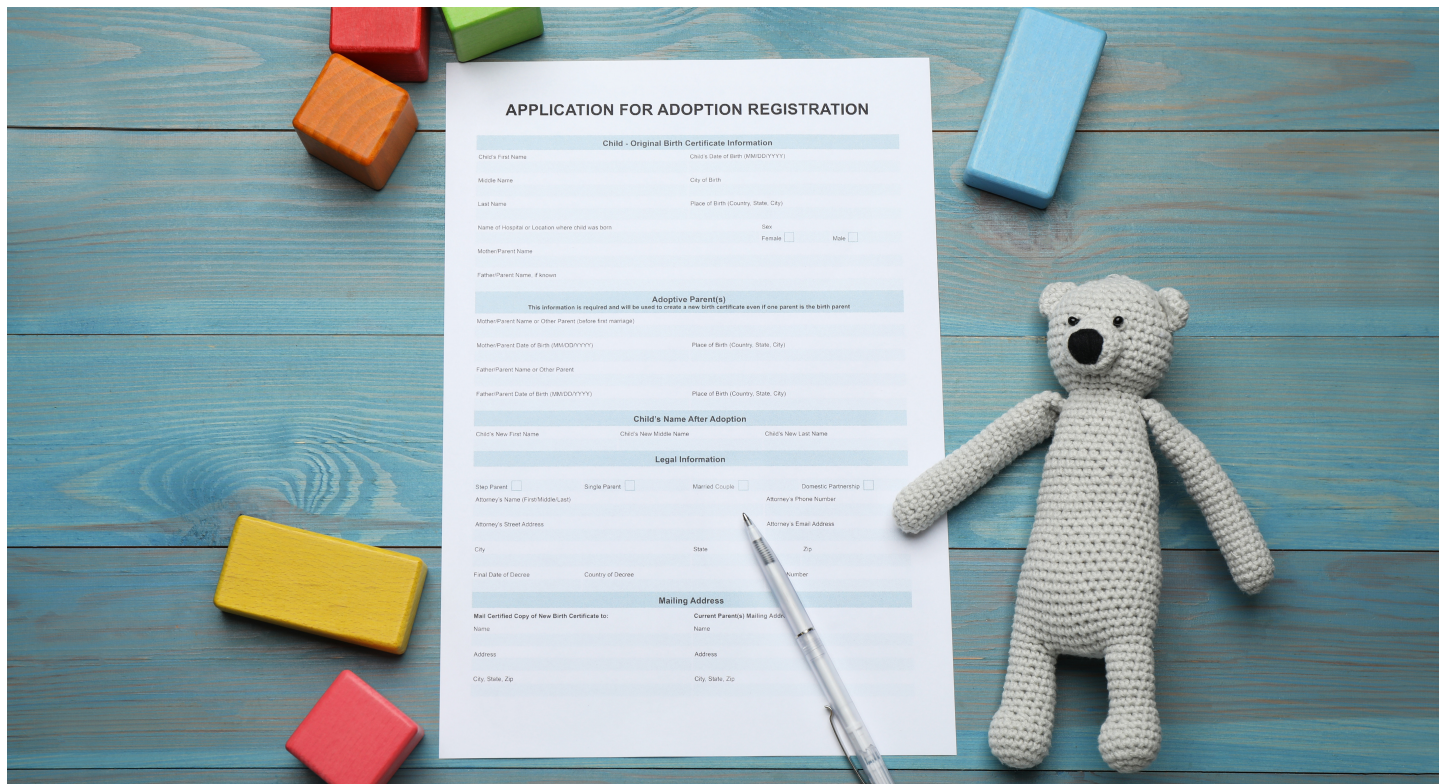 APPLICATION FOR ADOPTION REGISTRATION
Child - Original Birth Certificate Information
Child's First Name Child's Date of Birth (MM/DD/YYYY)
Middle Name City of Birth
Last Name Place of Birth (Country, State, City)
Name of Hospital or Location where child was born Sex
Female Male
Mother/Parent Name
Father/Parent Name, if known
Adoptive Parent(s)
This information is required and will be used to create a new birth certificate even if one parent is the birth parent
Mother/Parent Name or Other Parent (before first marriage)
Mother/Parent Date of Birth (MM/DD/YYYY) Place of Birth (Country, State, City)
Father/Parent Name or Other Parent
Father/Parent Date of Birth (MM/DD/YYYY) Place of Birth (Country, State, City)
Child's Name After Adoption
Child's New First Name Child's New Middle Name Child's New Last Name
Legal Information
Step Parent Single Parent Married Couple Domestic Partnership
Attorney's Name (First/Middle/Last) Attorney's Phone Number
Attorney's Street Address Attorney's Email Address
City State Zip
Final Date of Decree Country of Decree Number
Mailing Address
Mail Certified Copy of New Birth Certificate to: Current Parent(s) Mailing
Name Name
Address Address
City, State, Zip City, State, Zip